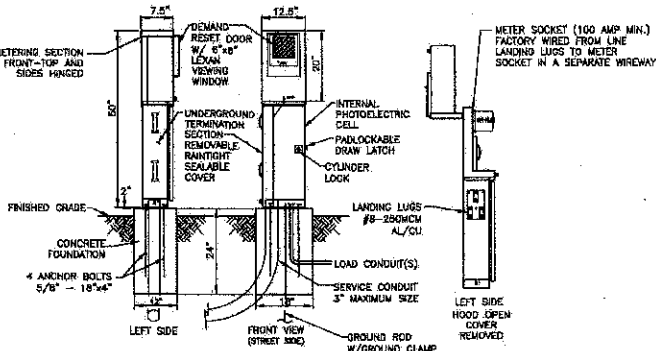 7.5"
12.5"
METERING SECTION
FRONT-TOP AND
SIDES HINGED
DEMAND
RESET DOOR
W/ 6"x8"
LEXAN
VIEWING
WINDOW
20"
50"
UNDERGROUND
TERMINATION
SECTION
REMOVABLE
RAINTIGHT
SEALABLE
COVER
INTERNAL
PHOTOELECTRIC
CELL
PADLOCKABLE
DRAW LATCH
CYLINDER
LOCK
METER SOCKET (100 AMP MIN.)
FACTORY WIRED FROM LINE
LANDING LUGS TO METER
SOCKET IN A SEPARATE WIREWAY
2"
FINISHED GRADE
CONCRETE
FOUNDATION
24"
4 ANCHOR BOLTS
5/8" - 18"x4"
LANDING LUGS
#8-250MCM
AL/CU.
LOAD CONDUIT(S)
SERVICE CONDUIT
3" MAXIMUM SIZE
12"
18"
LEFT SIDE
FRONT VIEW
(STREET SIDE)
GROUND ROD
W/GROUND CLAMP
LEFT SIDE
HOOD OPEN
COVER
REMOVED